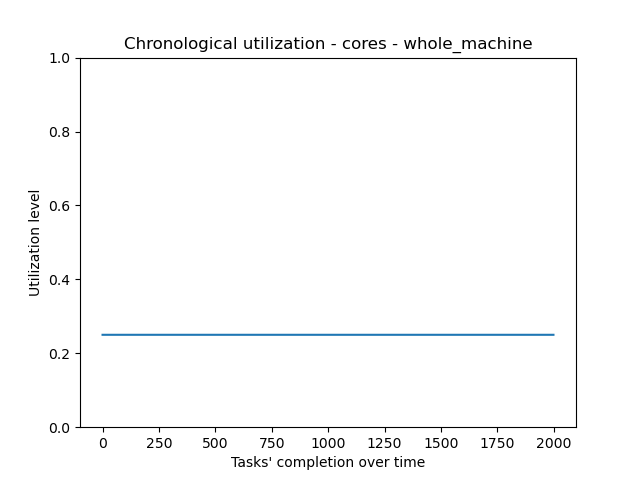 Chronological utilization - cores - whole_machine
1.0
0.8
0.6
0.4
0.2
0.0
Utilization level
0 250 500 750 1000 1250 1500 1750 2000
Tasks' completion over time